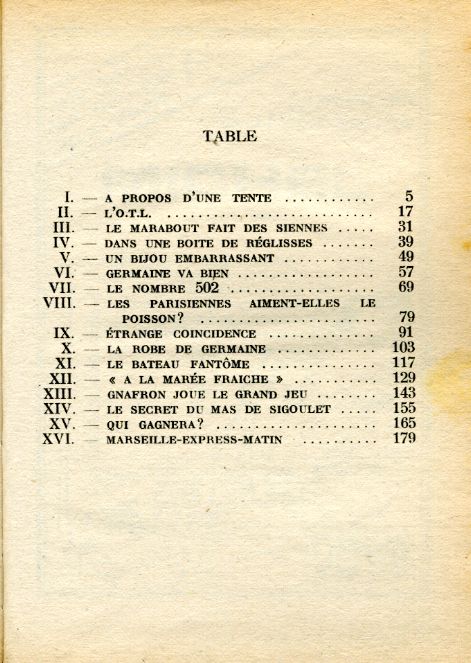 TABLE
I. — A PROPOS D'UNE TENTE ............ 5
II. — L'O.T.L. .................... 17
III. — LE MARABOUT FAIT DES SIENNES ..... 31
IV. — DANS UNE BOITE DE RÉGLISSES ........ 39
V. — UN BIJOU EMBARRASSANT ............ 49
VI. — GERMAINE VA BIEN ................. 57
VII. — LE NOMBRE 502 .................. 69
VIII. — LES PARISIENNES AIMENT-ELLES LE
POISSON? .................... 79
IX. — ÉTRANGE COINCIDENCE .............. 91
X. — LA ROBE DE GERMAINE ............. 103
XI. — LE BATEAU FANTÔME ............... 117
XII. — « A LA MARÉE FRAICHE » ........... 129
XIII. — GNAFRON JOUE LE GRAND JEU ........ 143
XIV. — LE SECRET DU MAS DE SIGOULET ..... 155
XV. — QUI GAGNERA? ................... 165
XVI. — MARSEILLE-EXPRESS-MATIN .......... 179